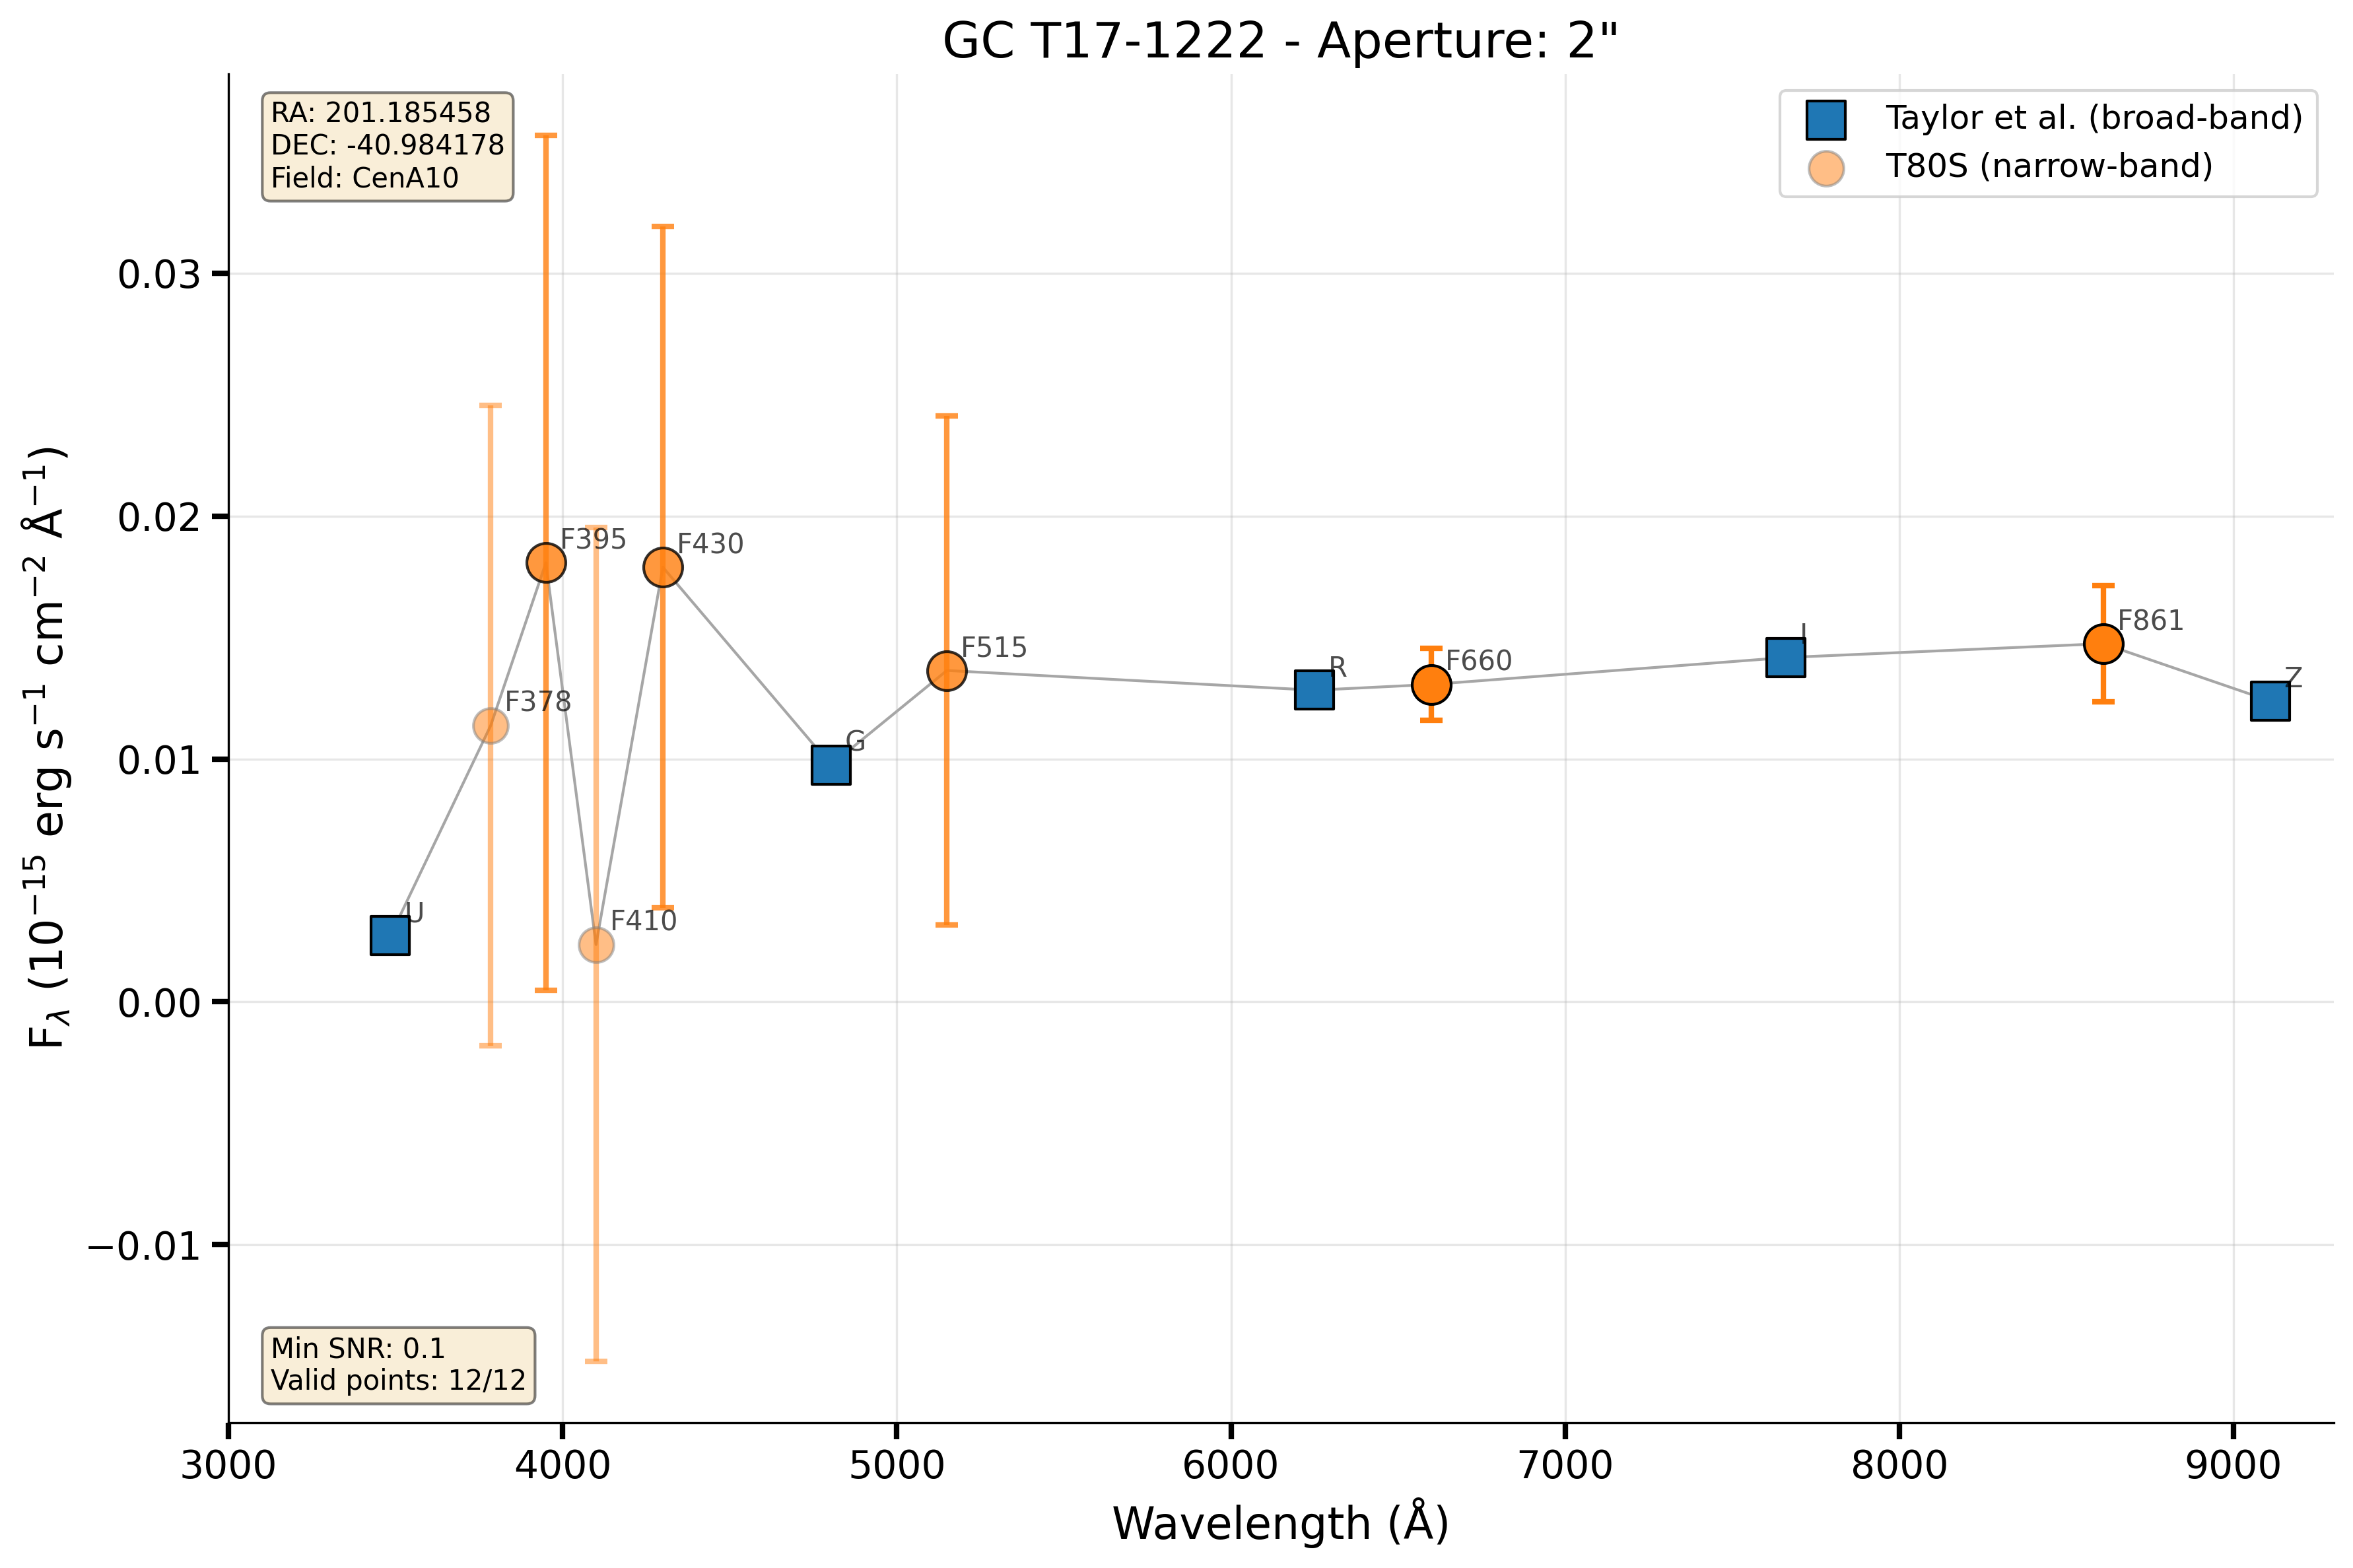 GC T17-1222 - Aperture: 2"
RA: 201.185458
DEC: -40.984178
Field: CenA10
Taylor et al. (broad-band)
T80S (narrow-band)
0.03
0.02
0.01
0.00
−0.01
F395
F430
F378
F515
F410
F660
F861
U
G
R
I
Z
F$_{λ}$ (10⁻¹⁵ erg s⁻¹ cm⁻² Å⁻¹)
Min SNR: 0.1
Valid points: 12/12
3000 4000 5000 6000 7000 8000 9000
Wavelength (Å)